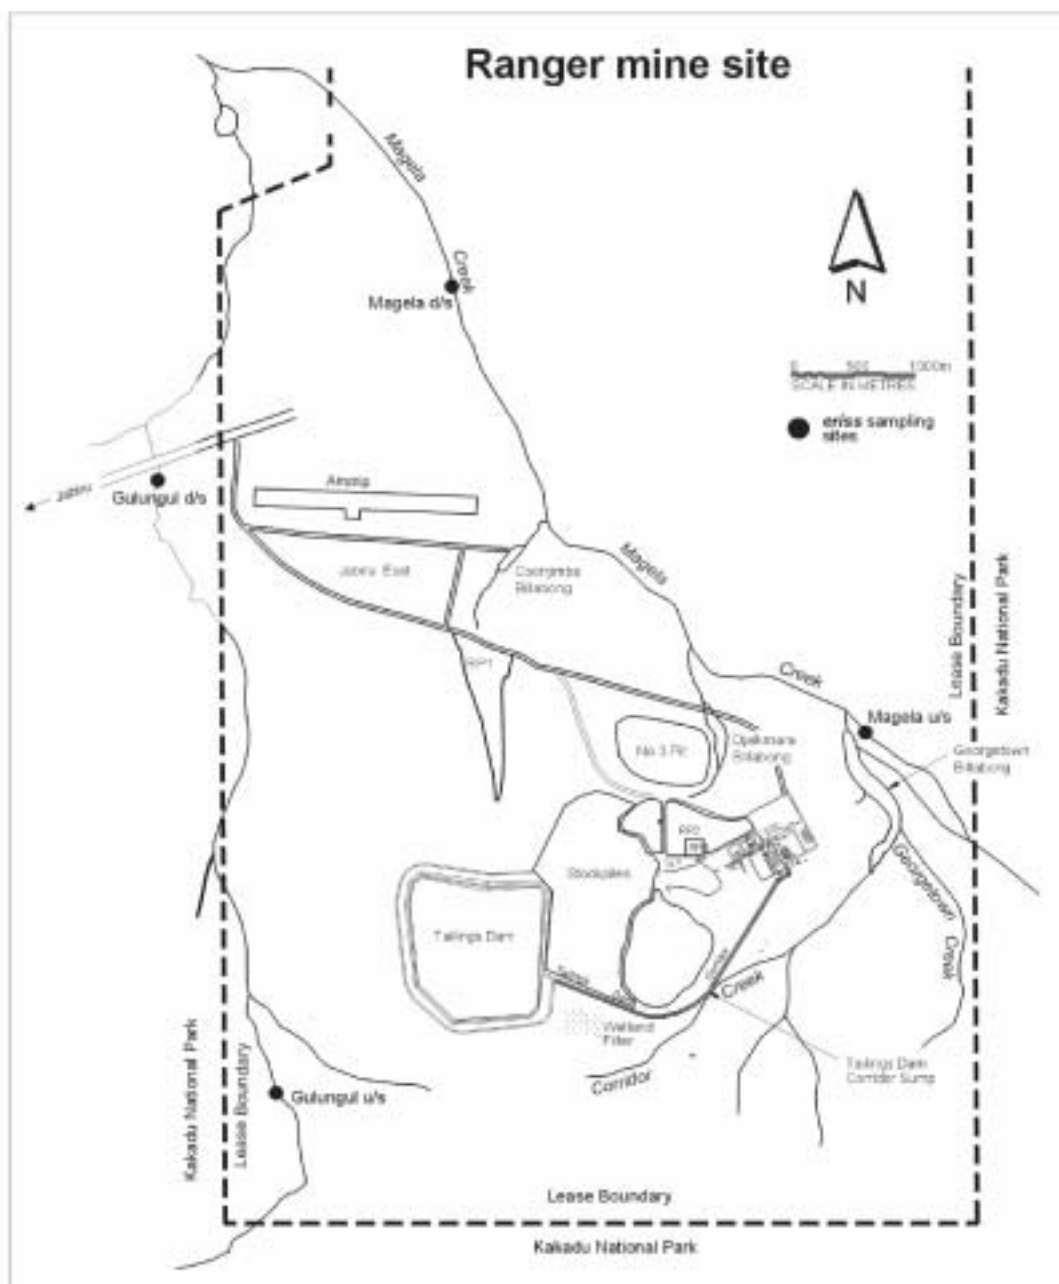 Ranger mine site
Magela
Creek
Magela d/s
N
0 500 1000m
SCALE IN METRES
eriss sampling
sites
Jabiru
Gulungul d/s
Airstrip
Jabiru East
Coonjimba
Billabong
Magela
Creek
Lease Boundary
Kakadu National Park
RP1
Magela u/s
No 3 Pit
Djalkmara
Billabong
Georgetown
Billabong
RP2
Stockpiles
Georgetown
Creek
Tailings Dam
Creek
Wetland
Filter
Corridor
Tailings Dam
Corridor Sump
Kakadu National Park
Lease Boundary
Gulungul u/s
Lease Boundary
Kakadu National Park